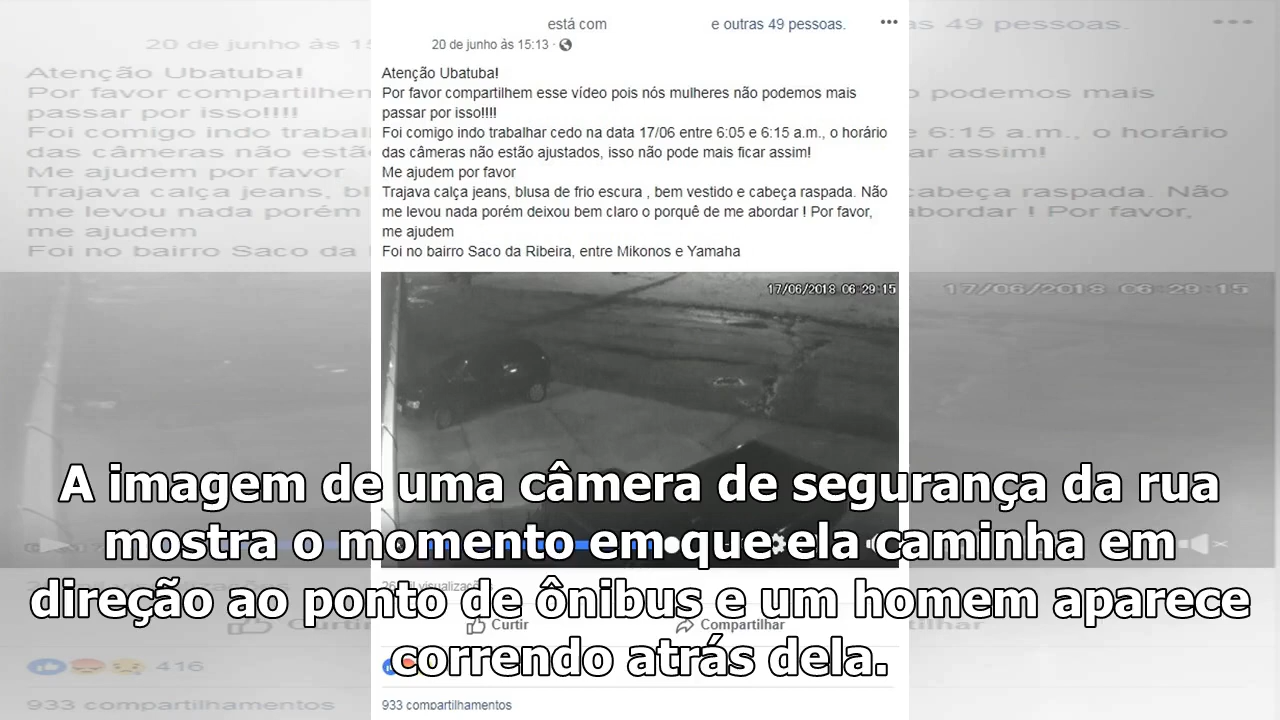 está com e outras 49 pessoas.
20 de junho às 15:13
Atenção Ubatuba!
Por favor compartilhem esse vídeo pois nós mulheres não podemos mais
passar por isso!!!!
Foi comigo indo trabalhar cedo na data 17/06 entre 6:05 e 6:15 a.m., o horário
das câmeras não estão ajustados, isso não pode mais ficar assim!
Me ajudem por favor
Trajava calça jeans, blusa de frio escura , bem vestido e cabeça raspada. Não
me levou nada porém deixou bem claro o porquê de me abordar ! Por favor,
me ajudem
Foi no bairro Saco da Ribeira, entre Mikonos e Yamaha
17/06/2018 06:29:15
A imagem de uma câmera de segurança da rua
mostra o momento em que ela caminha em
direção ao ponto de ônibus e um homem aparece
correndo atrás dela.
Curtir Compartilhar
416
933 compartilhamentos